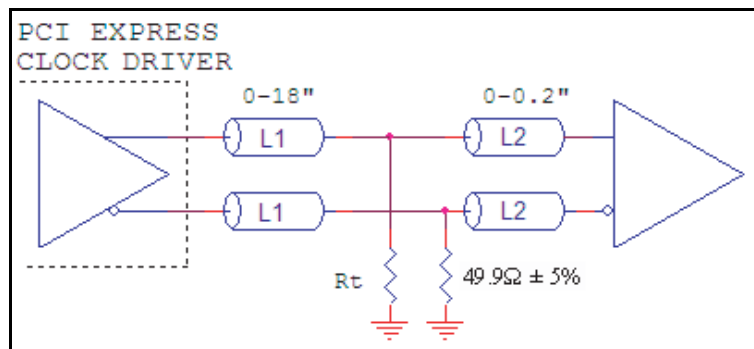 PCI EXPRESS
CLOCK DRIVER
0-18" 0-0.2"
L1 L2
L1 L2
Rt 49.9Ω ± 5%